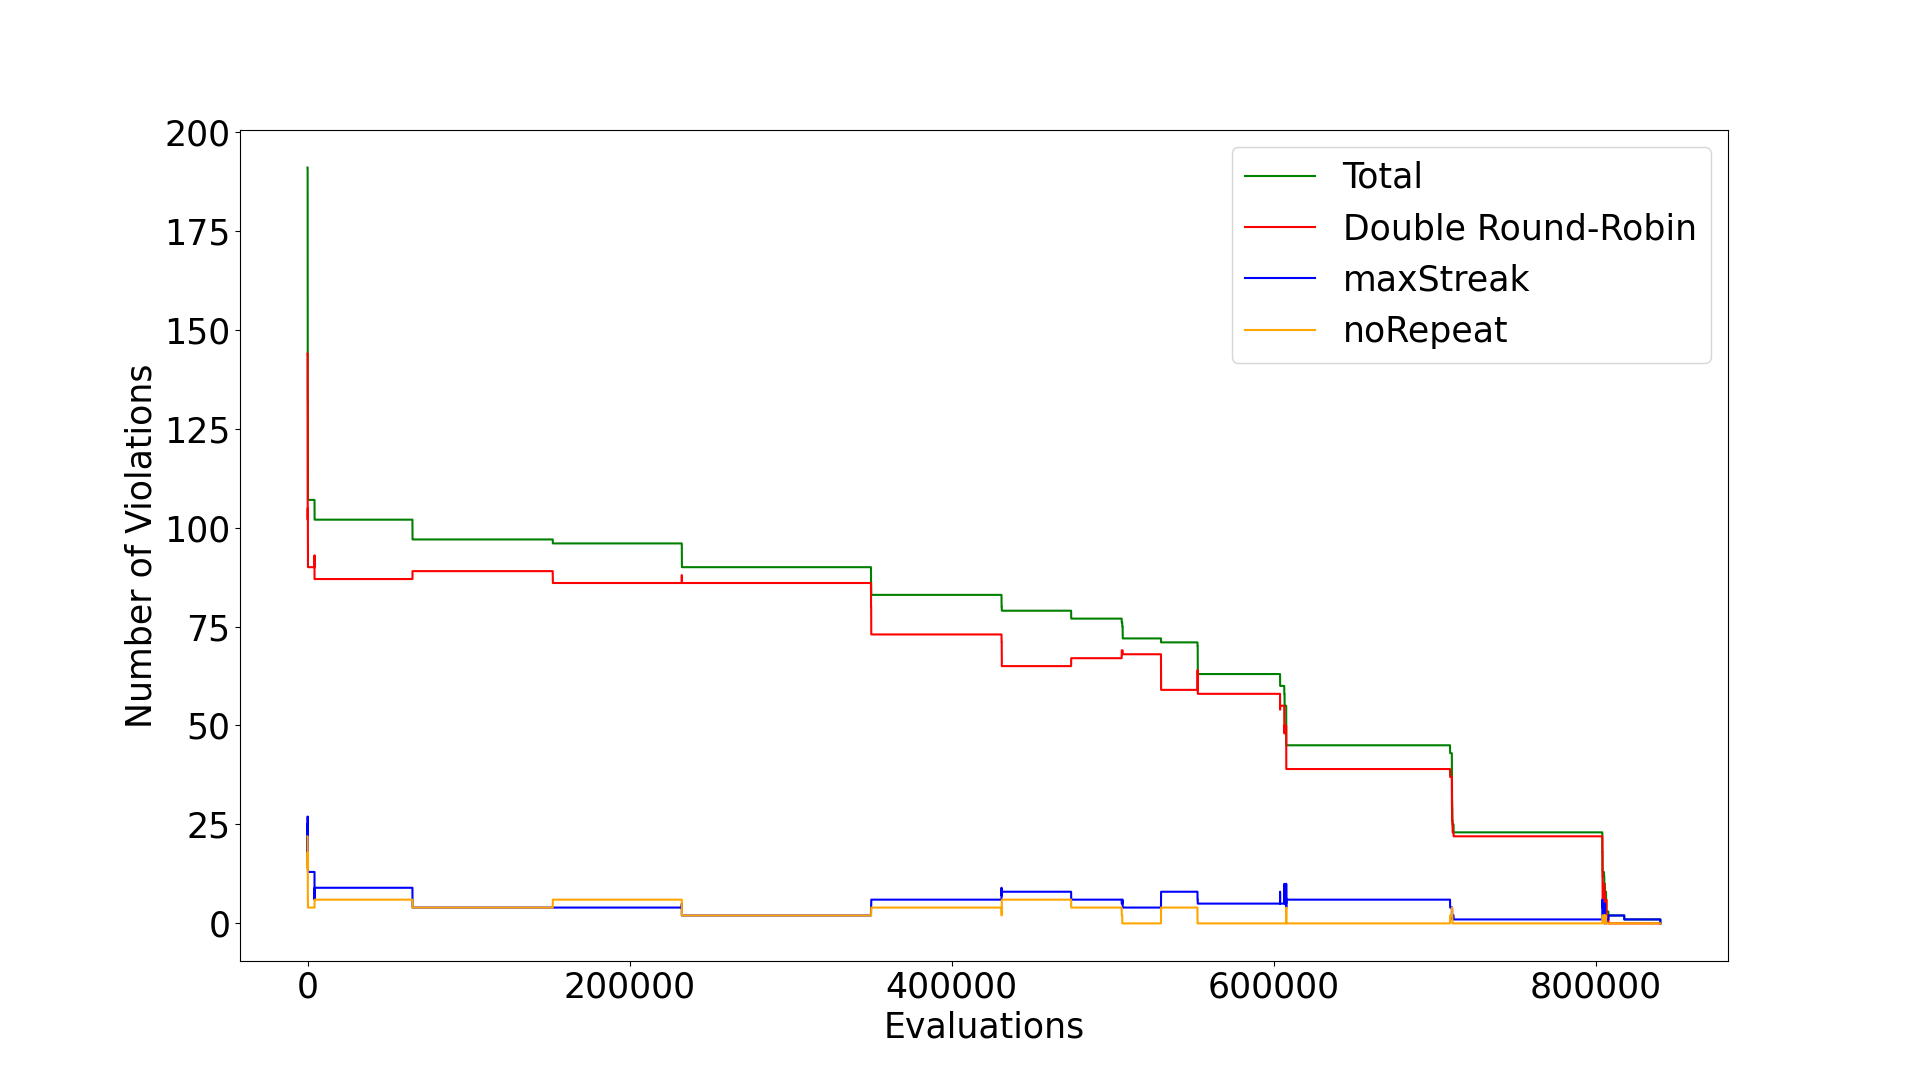 200
175
150
125
100
75
50
25
0
Number of Violations
Total
Double Round-Robin
maxStreak
noRepeat
0 200000 400000 600000 800000
Evaluations